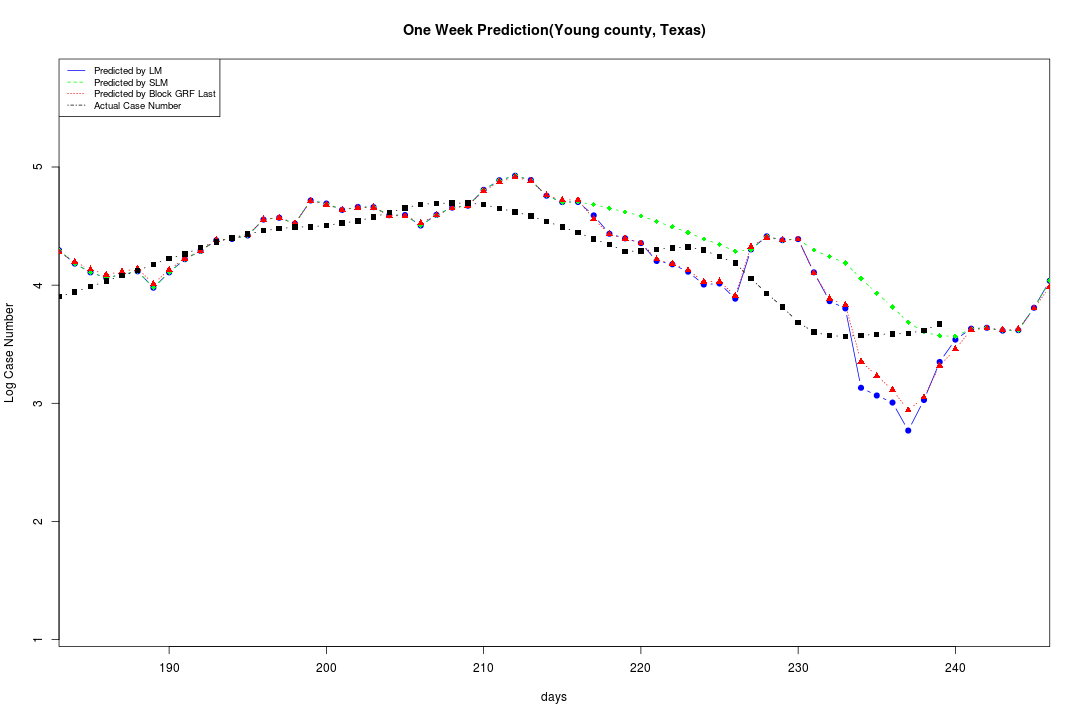 One Week Prediction(Young county, Texas)
Predicted by LM
Predicted by SLM
Predicted by Block GRF Last
Actual Case Number
5
4
3
2
1
Log Case Number
190 200 210 220 230 240
days